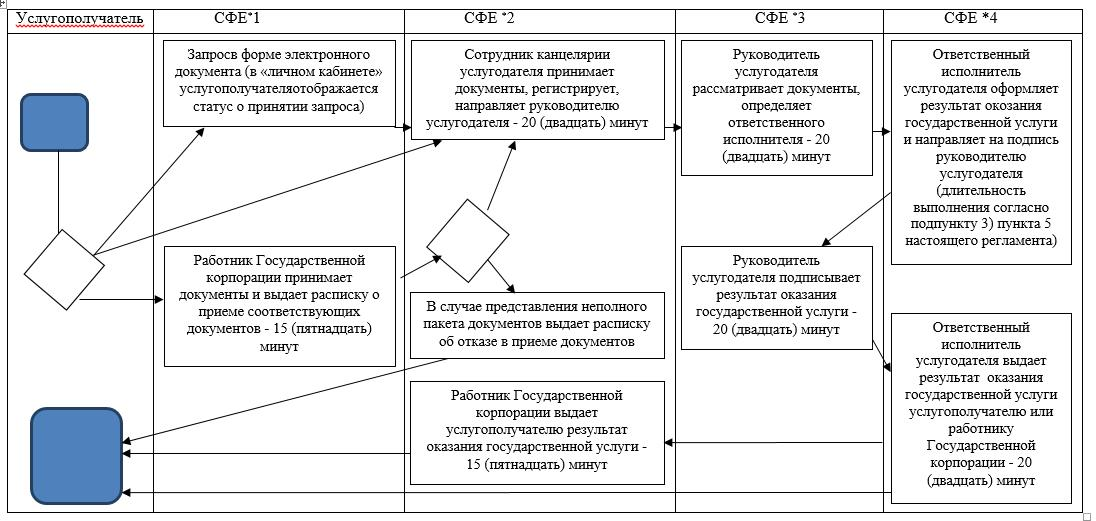 Услугополучатель
СФЕ*1
СФЕ *2
СФЕ *3
СФЕ *4
Запросв форме электронного
документа (в «личном кабинете»
услугополучателяотображается
статус о принятии запроса)
Сотрудник канцелярии
услугодателя принимает
документы, регистрирует,
направляет руководителю
услугодателя - 20 (двадцать) минут
Руководитель
услугодателя
рассматривает документы,
определяет
ответственного
исполнителя - 20
(двадцать) минут
Ответственный
исполнитель
услугодателя оформляет
результат окозания
государственной услуги
и направляет на подпись
руководителю
услугодателя
(длительность
выполнения согласно
подпункту 3) пункта 5
настоящего регламента)
Работник Государственной
корпорации принимает
документы и выдает расписку о
приеме соответствующих
документов - 15 (пятнадцать)
минут
В случае представления неполного
пакета документов выдает расписку
об отказе в приеме документов
Руководитель
услугодателя подписывает
результат оказания
государственной услуги -
20 (двадцать) минут
Работник Государственной
корпорации выдает
услугополучателю результат
оказания государственной услуги -
15 (пятнадцать) минут
Ответственный
исполнитель
услугодателя выдает
результат оказания
государственной услуги
услугополучателю или
работнику
Государственной
корпорации - 20
(двадцать) минут